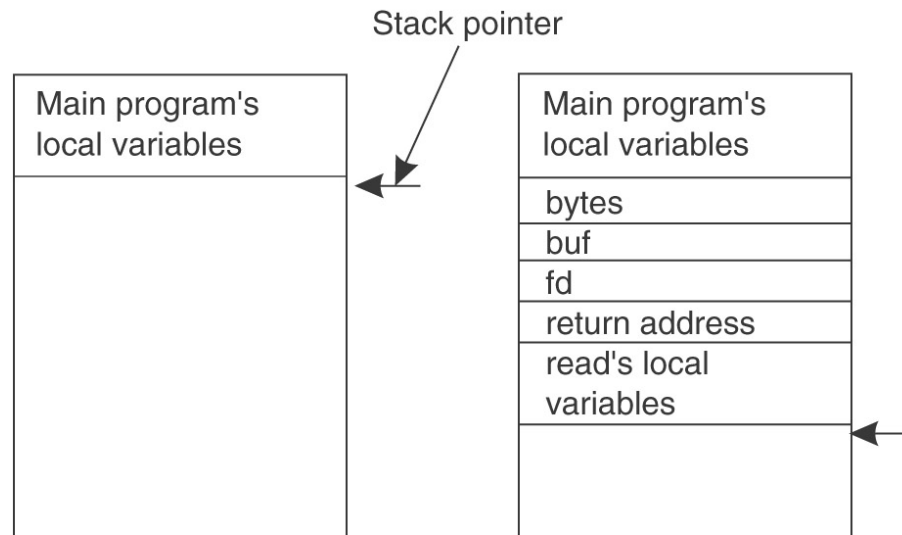 Stack pointer
Main program's
local variables
Main program's
local variables
bytes
buf
fd
return address
read's local
variables